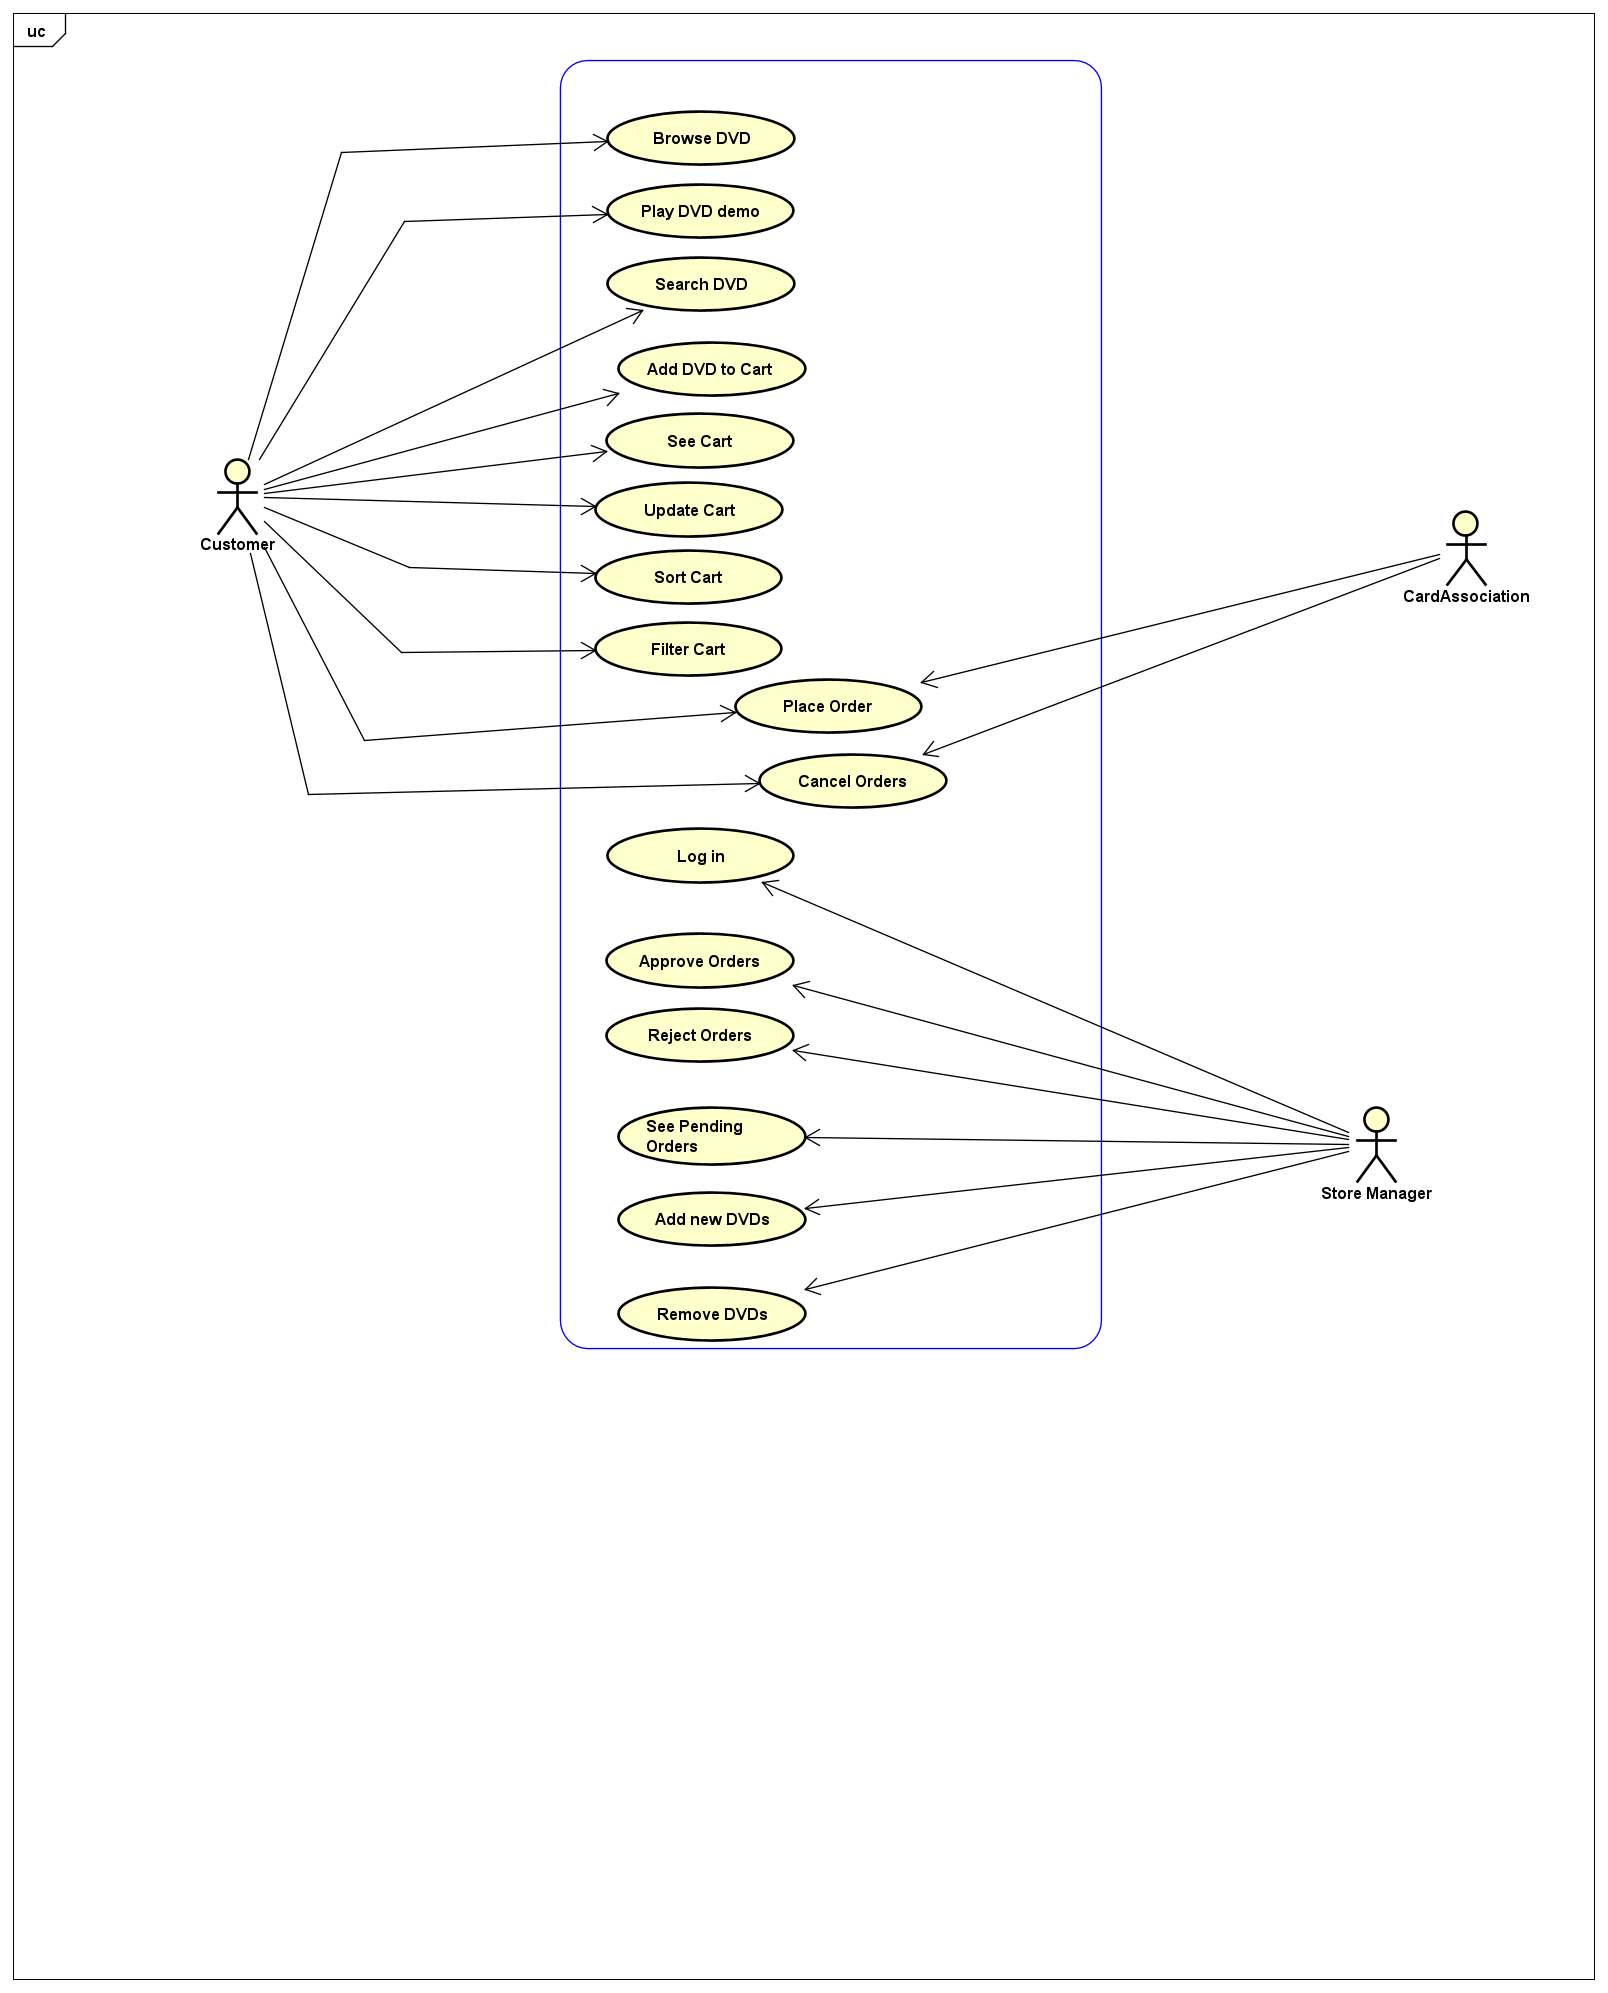 uc
Browse DVD
Play DVD demo
Search DVD
Add DVD to Cart
See Cart
Update Cart
Sort Cart
Filter Cart
Place Order
Cancel Orders
Log in
Approve Orders
Reject Orders
See Pending
Orders
Add new DVDs
Remove DVDs
Customer
CardAssociation
Store Manager